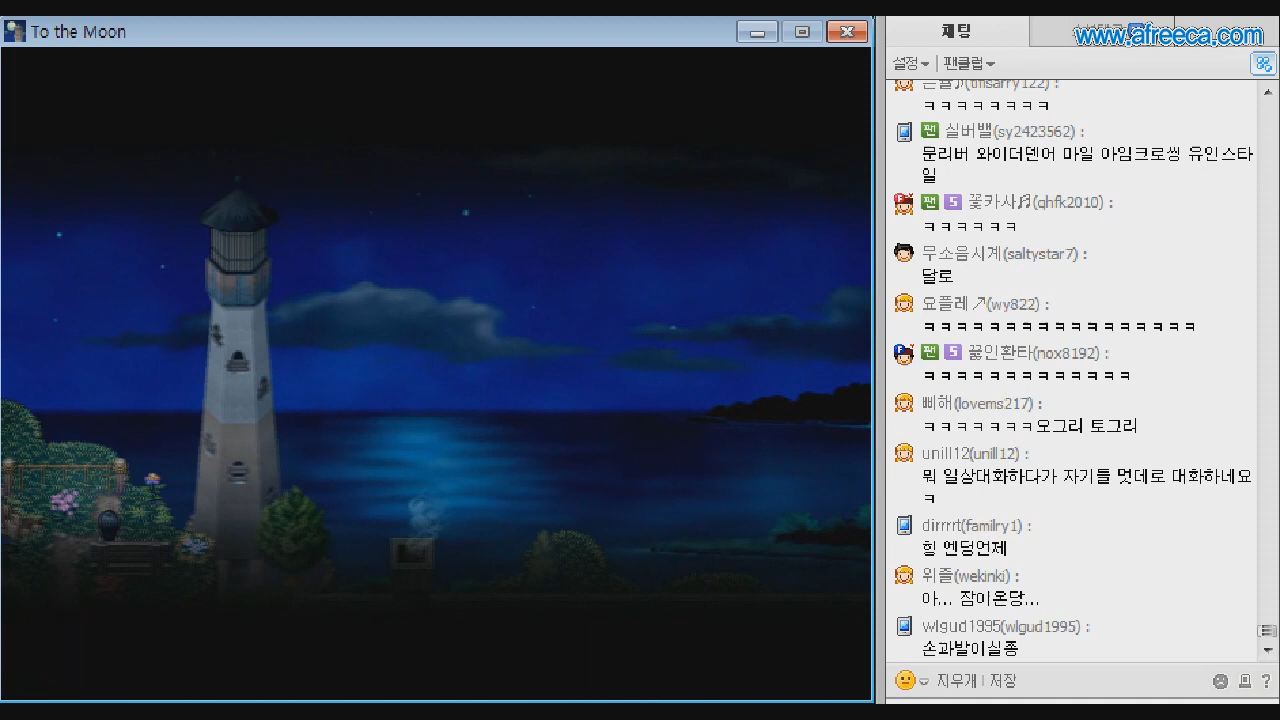 To the Moon
채팅
www.afreeca.com
설정 팬클럽
(tmsarry122) :
ㅋㅋㅋㅋㅋㅋㅋㅋ
팬 실버밸(sy2423562) :
문리버 와이더덴어 마일 아임크로씽 유인스타
일
팬 S 꽃카사♬(qhfk2010) :
ㅋㅋㅋㅋㅋㅋ
무소음시계(saltystar7) :
달로
요플레↗(wy822) :
ㅋㅋㅋㅋㅋㅋㅋㅋㅋㅋㅋㅋㅋㅋㅋㅋㅋ
팬 S 끓인환타(nox8192) :
ㅋㅋㅋㅋㅋㅋㅋㅋㅋㅋㅋㅋㅋ
삐해(lovems217) :
ㅋㅋㅋㅋㅋㅋㅋ오그리 토그리
unill12(unill12) :
뭐 일상대화하다가 자기들 멋데로 대화하네요
ㅋ
dirrrrt(familry1) :
힝 엔딩언제
위즐(wekinki) :
아... 잠이온당...
wlgud1995(wlgud1995) :
손과발이실종
지우개 | 저장